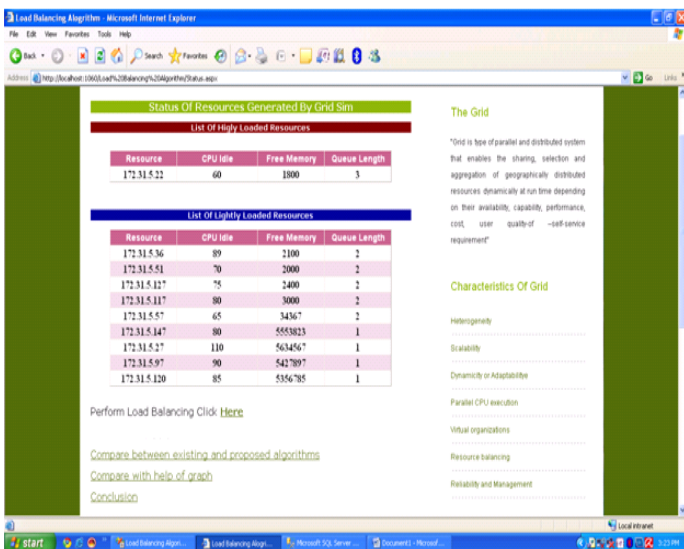 Load Balancing Alegrithm - Microsoft Internet Explorer
File Edit View Favorites Tools Help
Back Search Favorites
Address http://localhost:1060/Load%20Balancing%20Algorithm/Status.aspx Go Links
Status Of Resources Generated By Grid Sim
List Of Higly Loaded Resources
Resource CPU Idle Free Memory Queue Length
172.31.5.22 60 1800 3
List Of Lightly Loaded Resources
Resource CPU Idle Free Memory Queue Length
172.31.5.36 89 2100 2
172.31.5.51 70 2000 2
172.31.5.127 75 2400 2
172.31.5.117 80 3000 2
172.31.5.57 65 34367 2
172.31.5.147 80 5553823 1
172.31.5.27 110 5634567 1
172.31.5.97 90 5427897 1
172.31.5.120 85 5356785 1
Perform Load Balancing Click Here
Compare between existing and proposed algorithms
Compare with help of graph
Conclusion
The Grid
"Grid is type of parallel and distributed system
that enables the sharing, selection and
aggregation of geographically distributed
resources dynamically at run time depending
on their availability, capability, performance,
cost, user quality-of –self-service
requirement"
Characteristics Of Grid
Heterogeneity
Scalability
Dynamicity or Adaptabilitye
Parallel CPU execution
Virtual organizations
Resource balancing
Reliability and Management
Local intranet
start Load Balancing Algori... Load Balancing Alogri... Microsoft SQL Server ... Document1 - Microsof... 3:23 PM